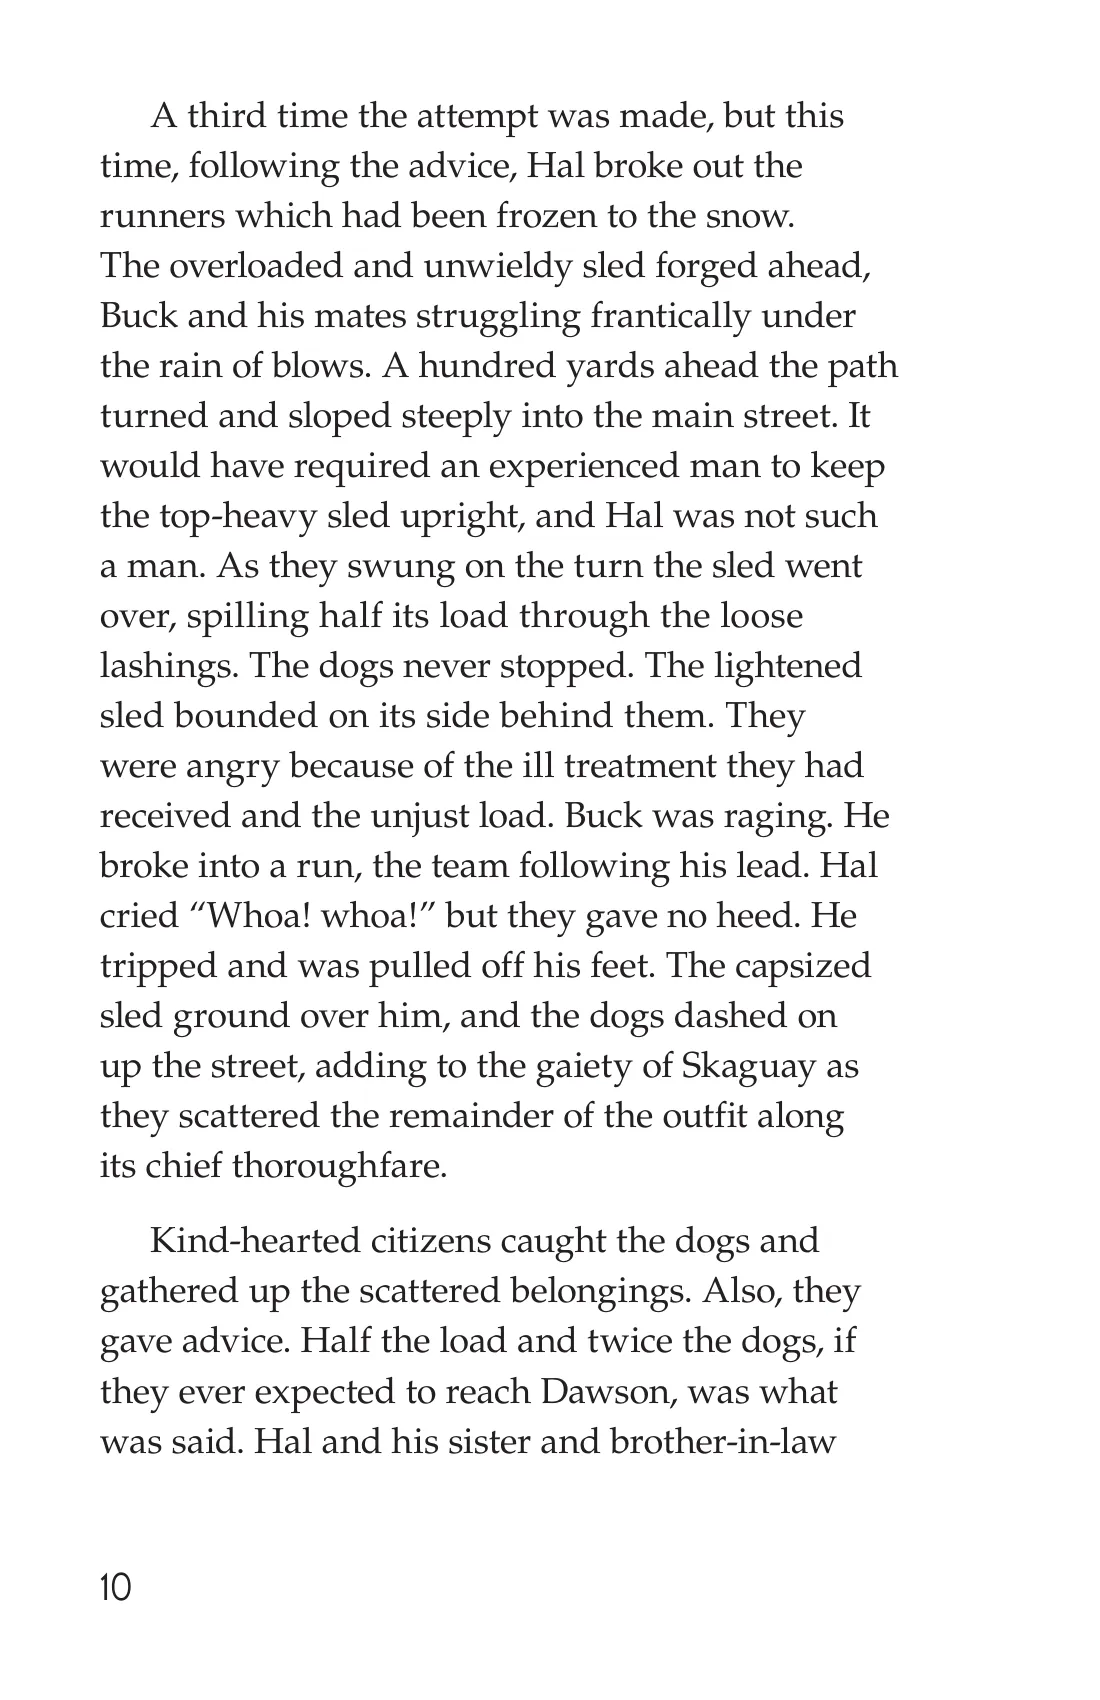 A third time the attempt was made, but this
time, following the advice, Hal broke out the
runners which had been frozen to the snow.
The overloaded and unwieldy sled forged ahead,
Buck and his mates struggling frantically under
the rain of blows. A hundred yards ahead the path
turned and sloped steeply into the main street. It
would have required an experienced man to keep
the top-heavy sled upright, and Hal was not such
a man. As they swung on the turn the sled went
over, spilling half its load through the loose
lashings. The dogs never stopped. The lightened
sled bounded on its side behind them. They
were angry because of the ill treatment they had
received and the unjust load. Buck was raging. He
broke into a run, the team following his lead. Hal
cried “Whoa! whoa!” but they gave no heed. He
tripped and was pulled off his feet. The capsized
sled ground over him, and the dogs dashed on
up the street, adding to the gaiety of Skaguay as
they scattered the remainder of the outfit along
its chief thoroughfare.
Kind-hearted citizens caught the dogs and
gathered up the scattered belongings. Also, they
gave advice. Half the load and twice the dogs, if
they ever expected to reach Dawson, was what
was said. Hal and his sister and brother-in-law
10